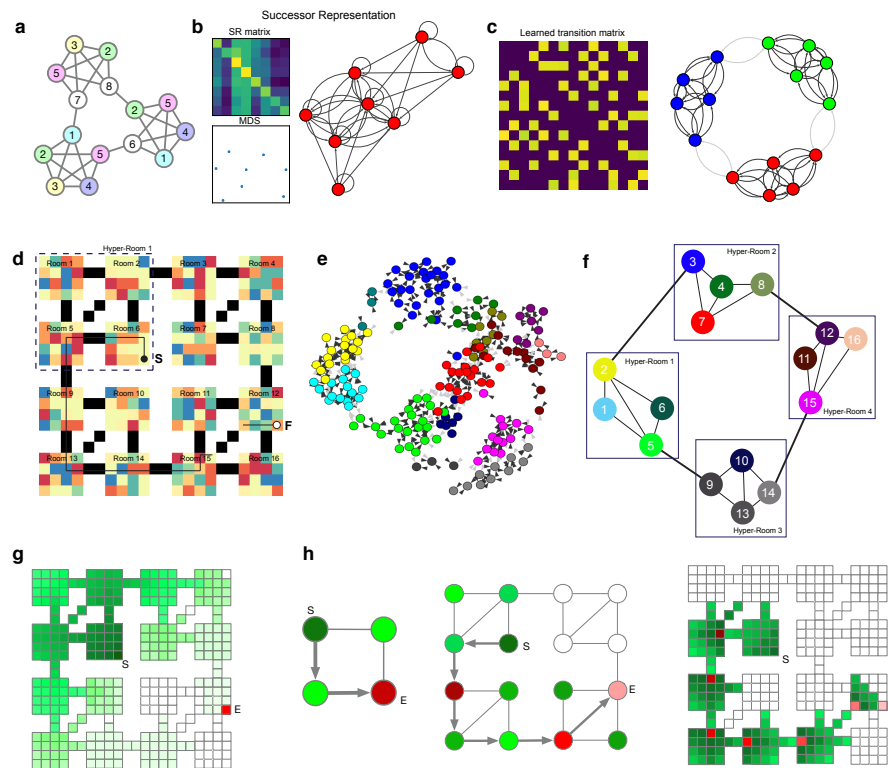 Successor Representation
a
3
2
5
8
7
2
5
1
4
6
1
2
5
3
4
b
SR matrix
MDS
c
Learned transition matrix
d
Hyper-Room 1
Room 1
Room 2
Room 3
Room 4
Room 5
Room 6
Room 7
Room 8
S
Room 9
Room 10
Room 11
Room 12
F
Room 13
Room 14
Room 15
Room 16
e
f
Hyper-Room 2
3
4
8
7
Hyper-Room 1
2
1
6
5
12
16
11
15
Hyper-Room 4
10
9
14
13
Hyper-Room 3
g
S
E
h
S
E
S
E
S
E